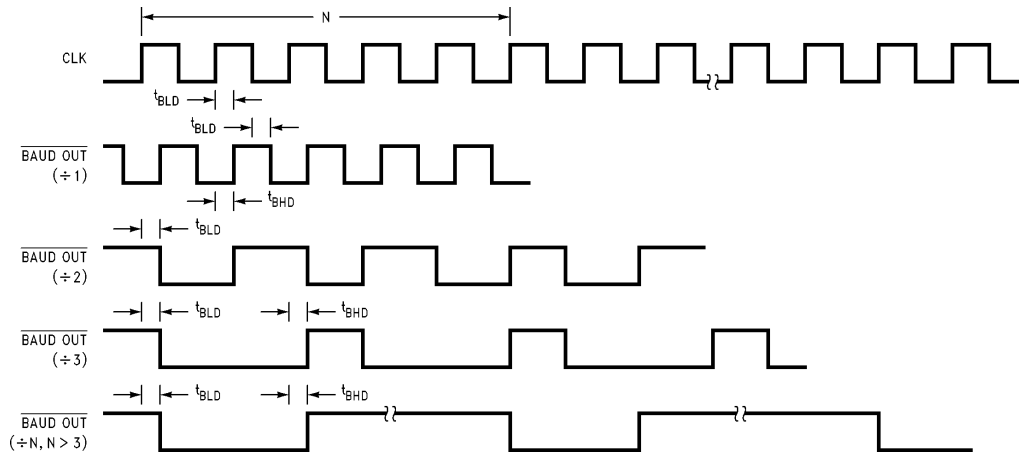 N
CLK
tBLD
tBLD
BAUD OUT
(÷1)
tBHD
tBLD
BAUD OUT
(÷2)
tBLD
tBHD
BAUD OUT
(÷3)
tBLD
tBHD
BAUD OUT
(÷N, N > 3)